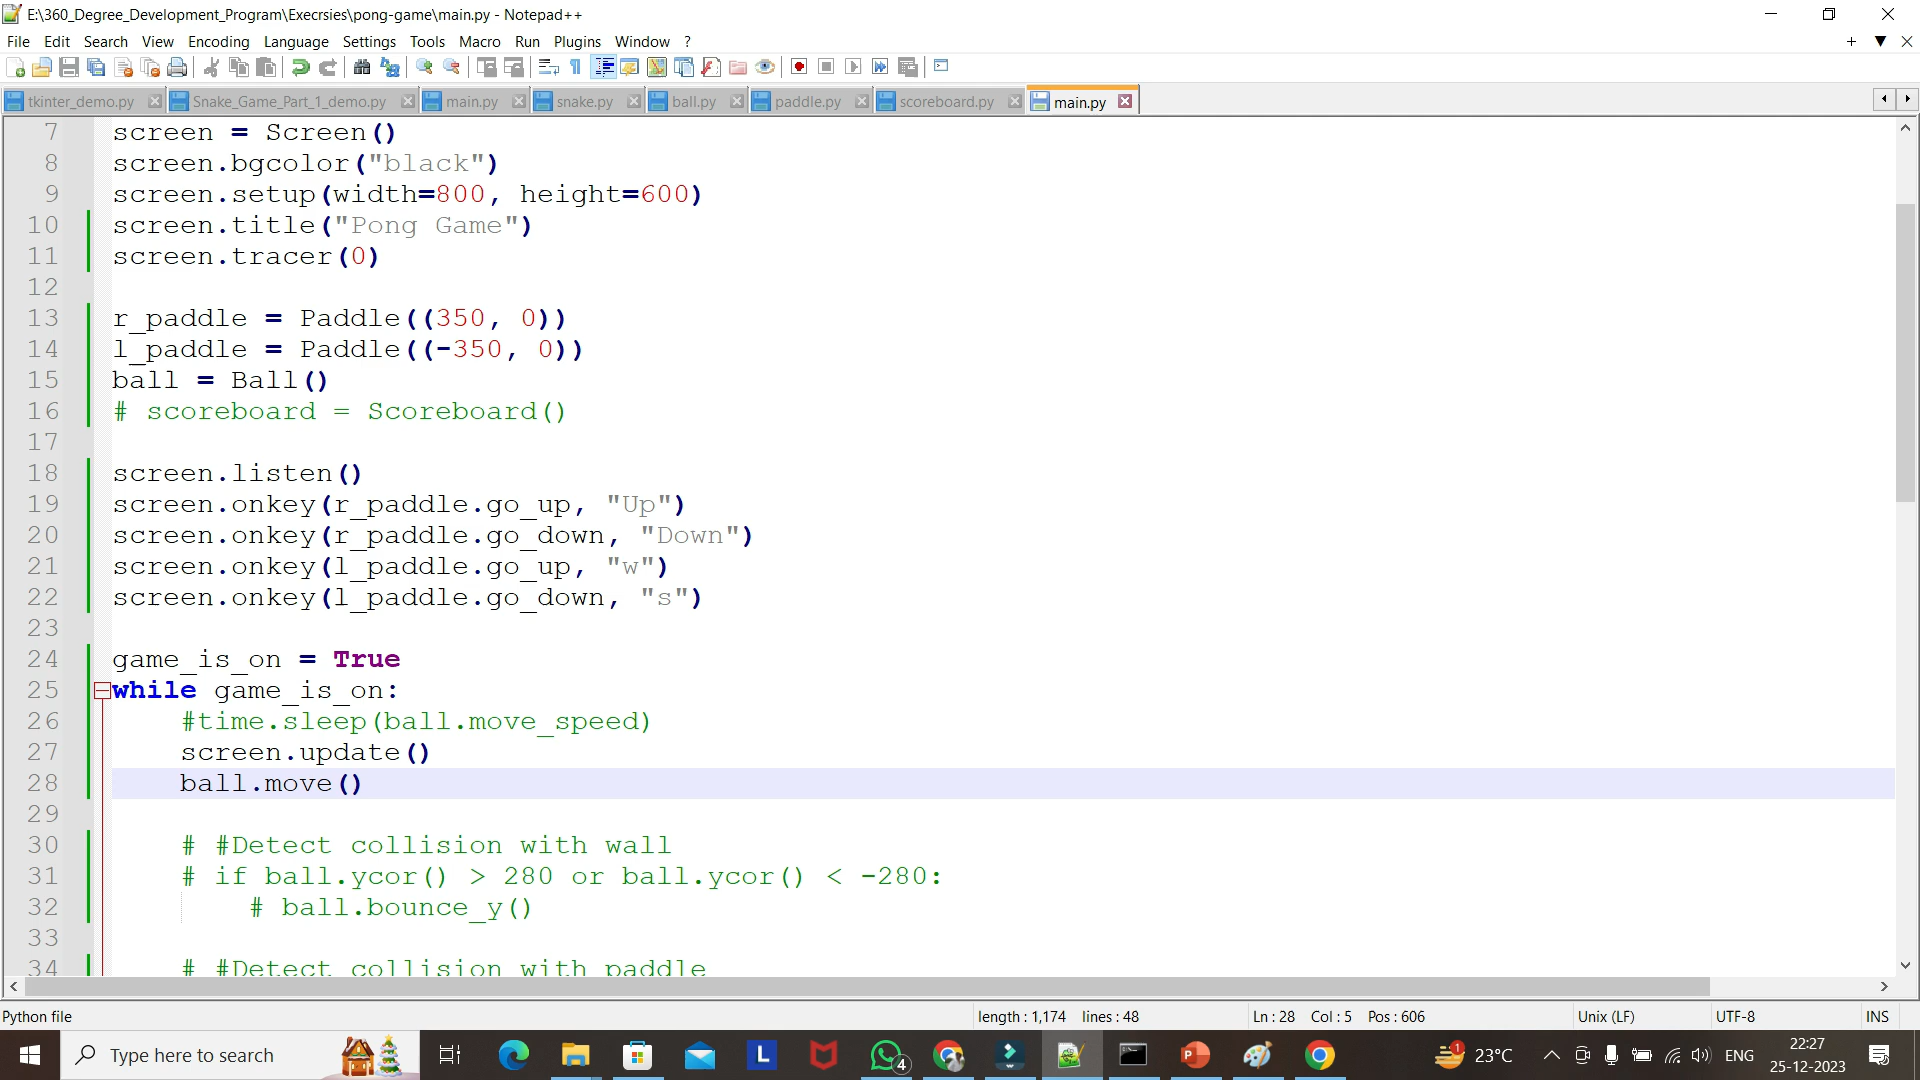 E:\360_Degree_Development_Program\Execrsies\pong-game\main.py - Notepad++
File Edit Search View Encoding Language Settings Tools Macro Run Plugins Window ?
tkinter_demo.py Snake_Game_Part_1_demo.py main.py snake.py ball.py paddle.py scoreboard.py main.py
7 screen = Screen()
8 screen.bgcolor("black")
9 screen.setup(width=800, height=600)
10 screen.title("Pong Game")
11 screen.tracer(0)
12
13 r_paddle = Paddle((350, 0))
14 l_paddle = Paddle((-350, 0))
15 ball = Ball()
16 # scoreboard = Scoreboard()
17
18 screen.listen()
19 screen.onkey(r_paddle.go_up, "Up")
20 screen.onkey(r_paddle.go_down, "Down")
21 screen.onkey(l_paddle.go_up, "w")
22 screen.onkey(l_paddle.go_down, "s")
23
24 game_is_on = True
25 while game_is_on:
26 #time.sleep(ball.move_speed)
27 screen.update()
28 ball.move()
29
30 # #Detect collision with wall
31 # if ball.ycor() > 280 or ball.ycor() < -280:
32 # ball.bounce_y()
33
34 # #Detect collision with paddle
Python file length : 1,174 lines : 48 Ln : 28 Col : 5 Pos : 606 Unix (LF) UTF-8 INS
Type here to search L 4 P 1 23°C ENG 22:27
25-12-2023